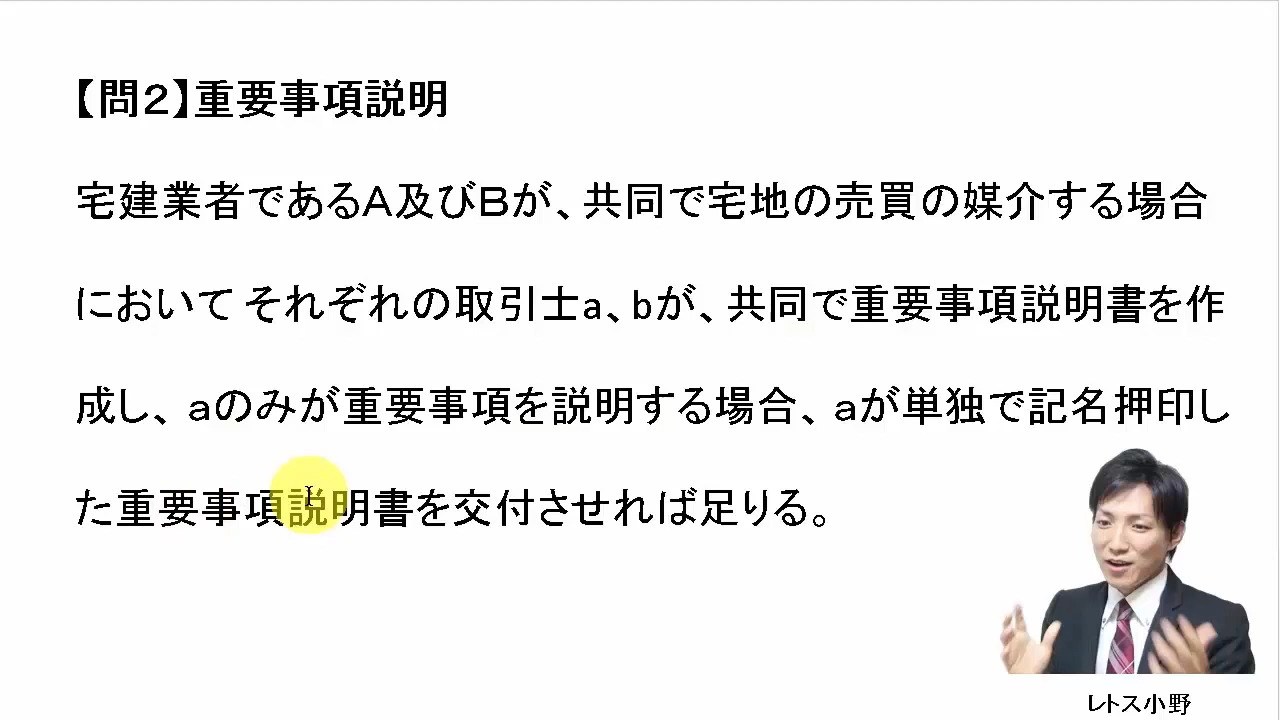 【問２】重要事項説明
宅建業者であるＡ及びＢが、共同で宅地の売買の媒介する場合
において それぞれの取引士a、bが、共同で重要事項説明書を作
成し、ａのみが重要事項を説明する場合、ａが単独で記名押印し
た重要事項説明書を交付させれば足りる。
レトス小野